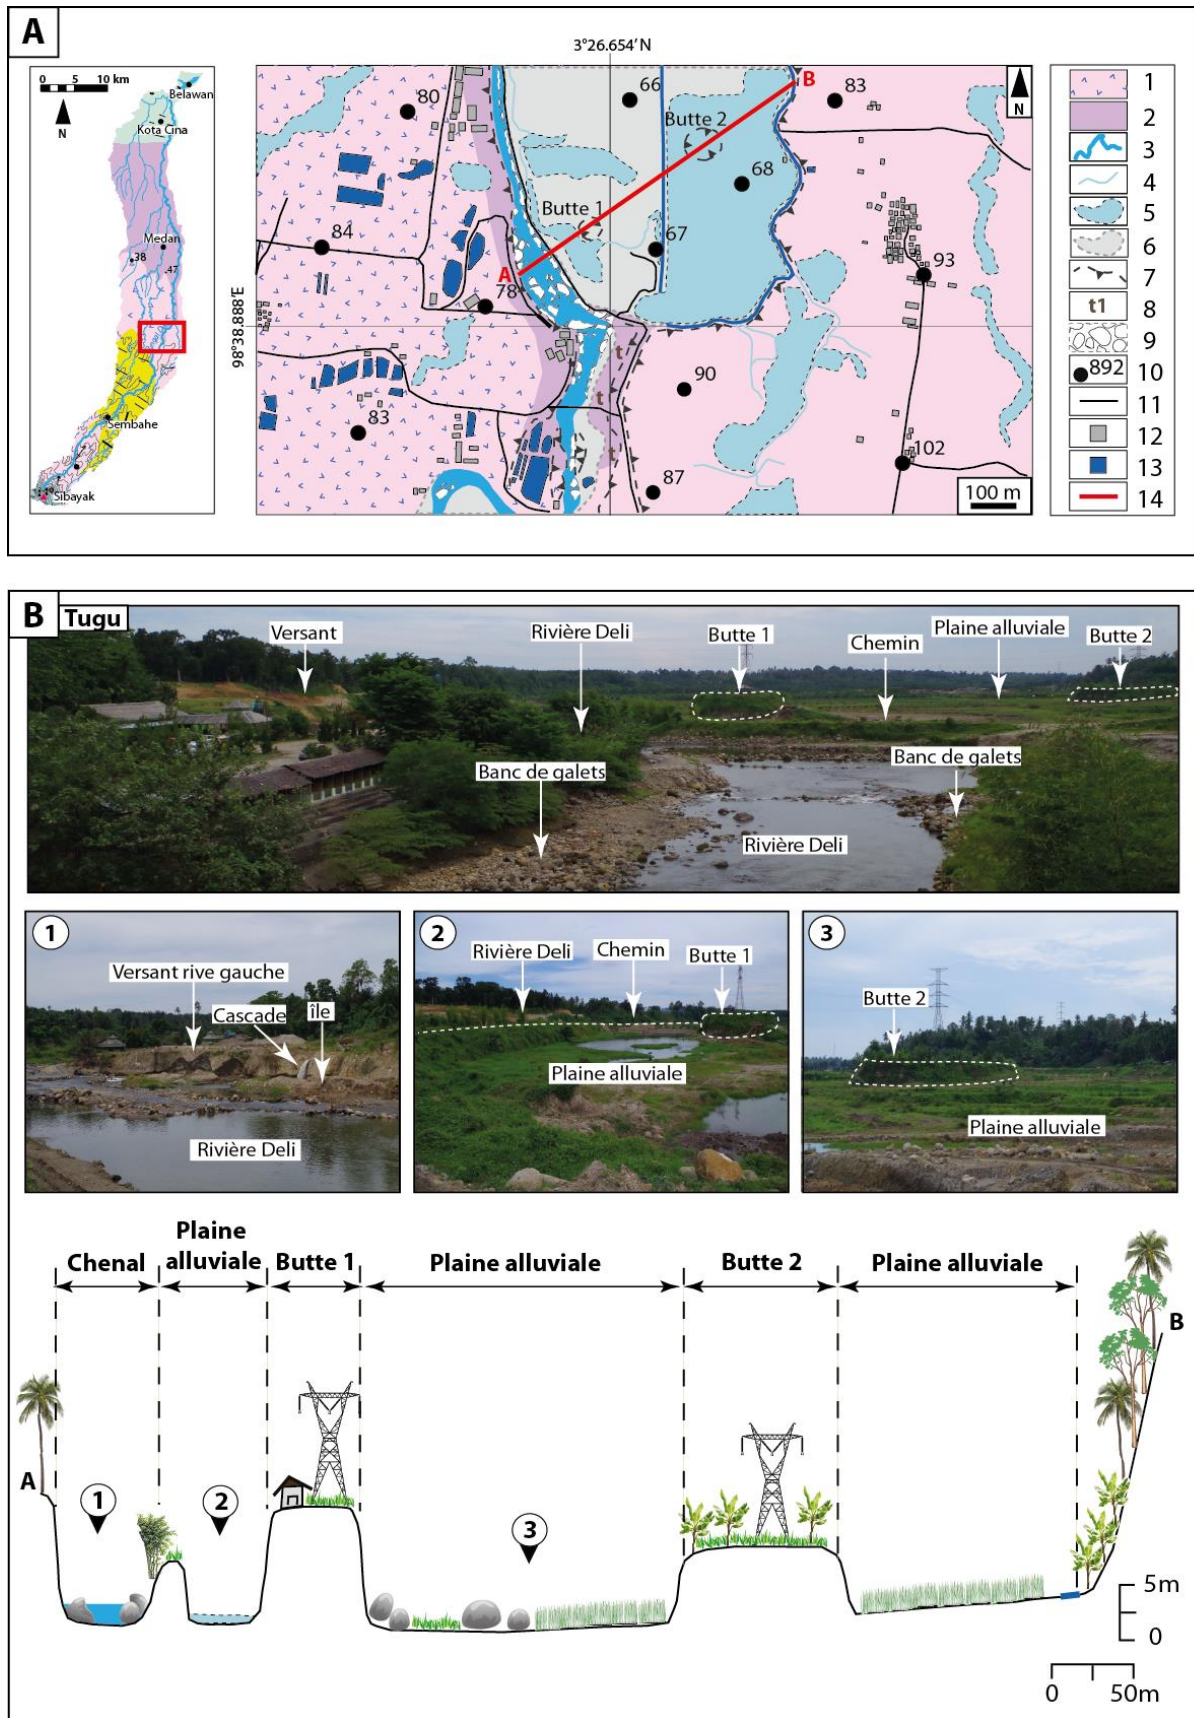 A
0 5 10 km
N
Belawan
Kota Cina
Medan
38
47
Sembahe
Sibayak
3°26.654' N
98°38.888' E
80
66
B
83
Butte 2
68
Butte 1
84
67
93
A
78
t
90
83
t
102
87
N
100 m
1
2
3
4
5
6
7
t1 8
9
892 10
11
12
13
14
B
Tugu
Versant
Rivière Deli
Butte 1
Chemin
Plaine alluviale
Butte 2
Banc de galets
Banc de galets
Rivière Deli
1
Versant rive gauche
Cascade
île
Rivière Deli
2
Rivière Deli
Chemin
Butte 1
Plaine alluviale
3
Butte 2
Plaine alluviale
Chenal
Plaine
alluviale
Butte 1
Plaine alluviale
Butte 2
Plaine alluviale
A
B
1
2
3
5m
0
0 50m